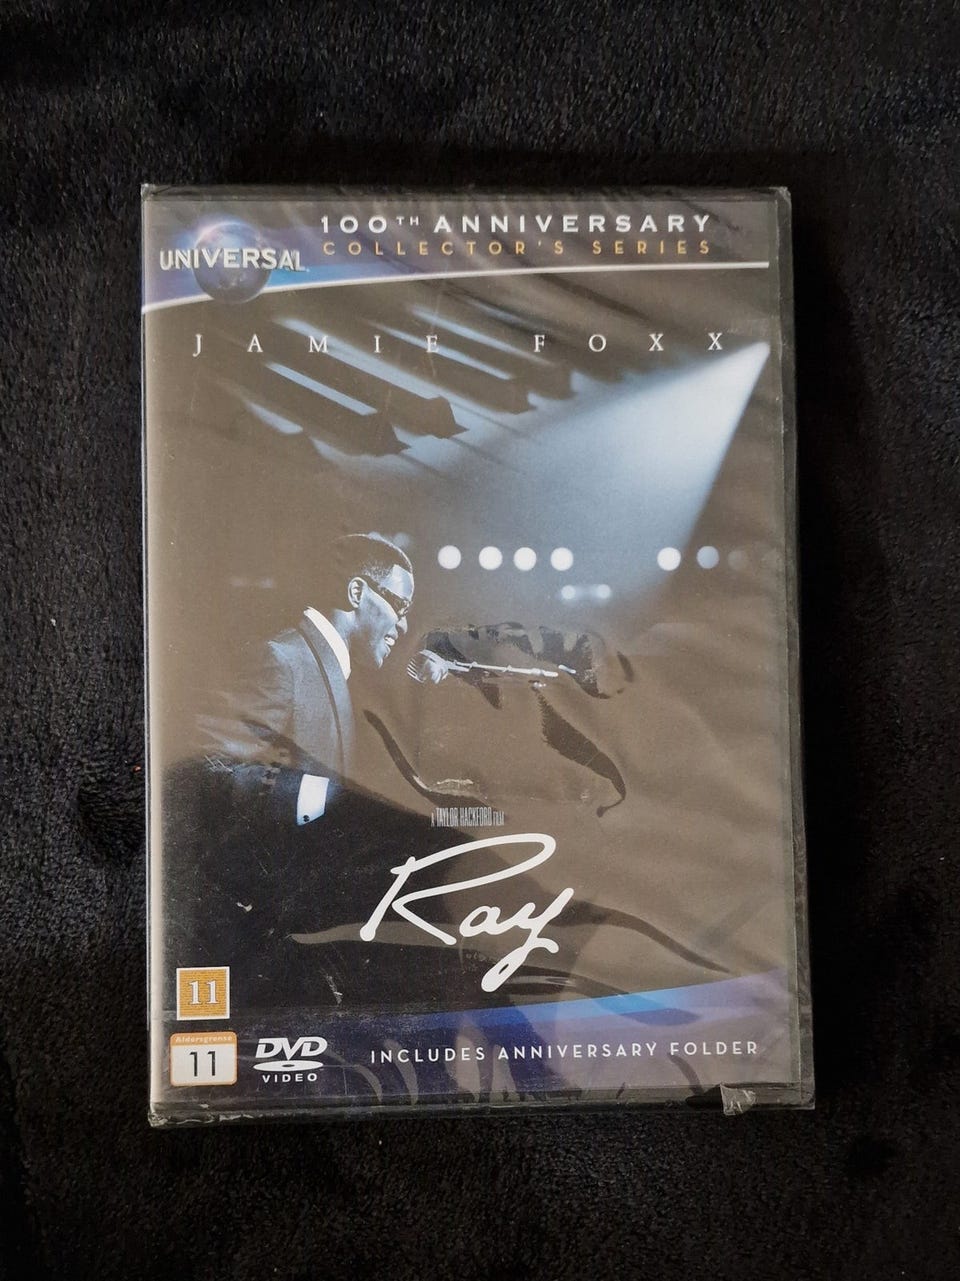 100TH ANNIVERSARY
COLLECTOR'S SERIES
UNIVERSAL
JAMIE FOXX
A TAYLOR HACKFORD FILM
Ray
11
Aldersgrense
11
DVD
VIDEO
INCLUDES ANNIVERSARY FOLDER